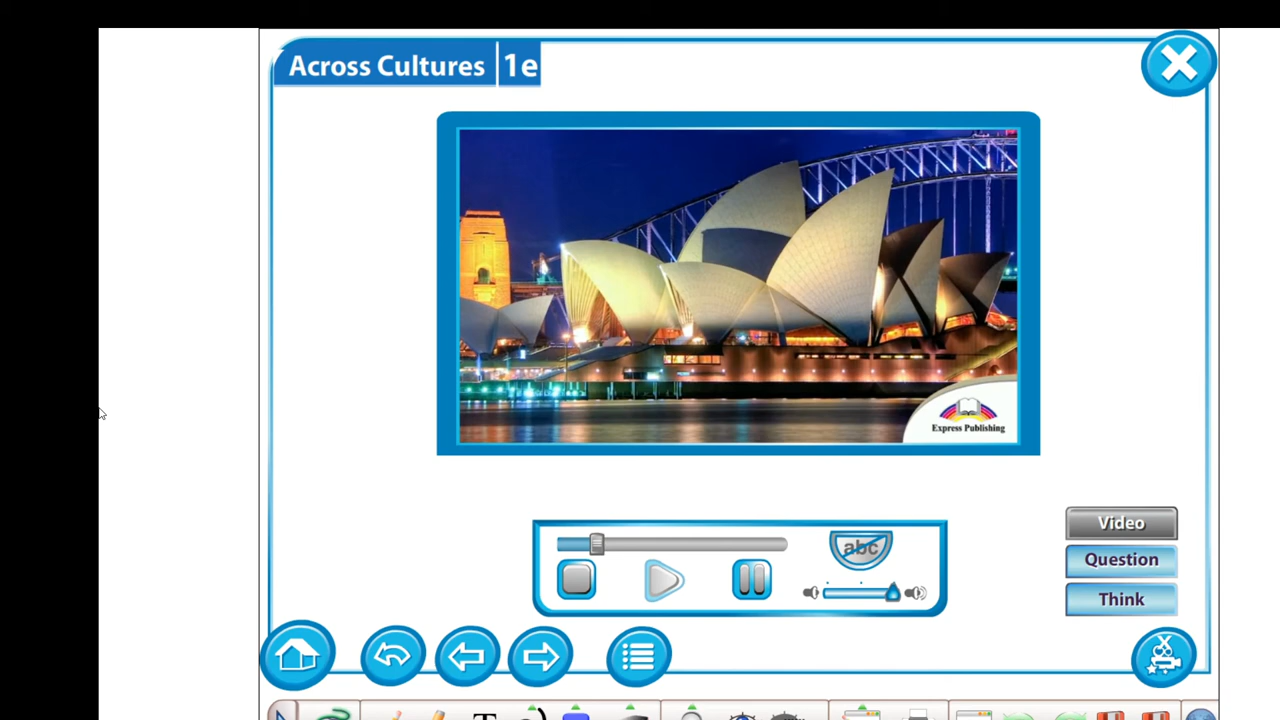 Across Cultures 1e
Express Publishing
abc
Video
Question
Think
T